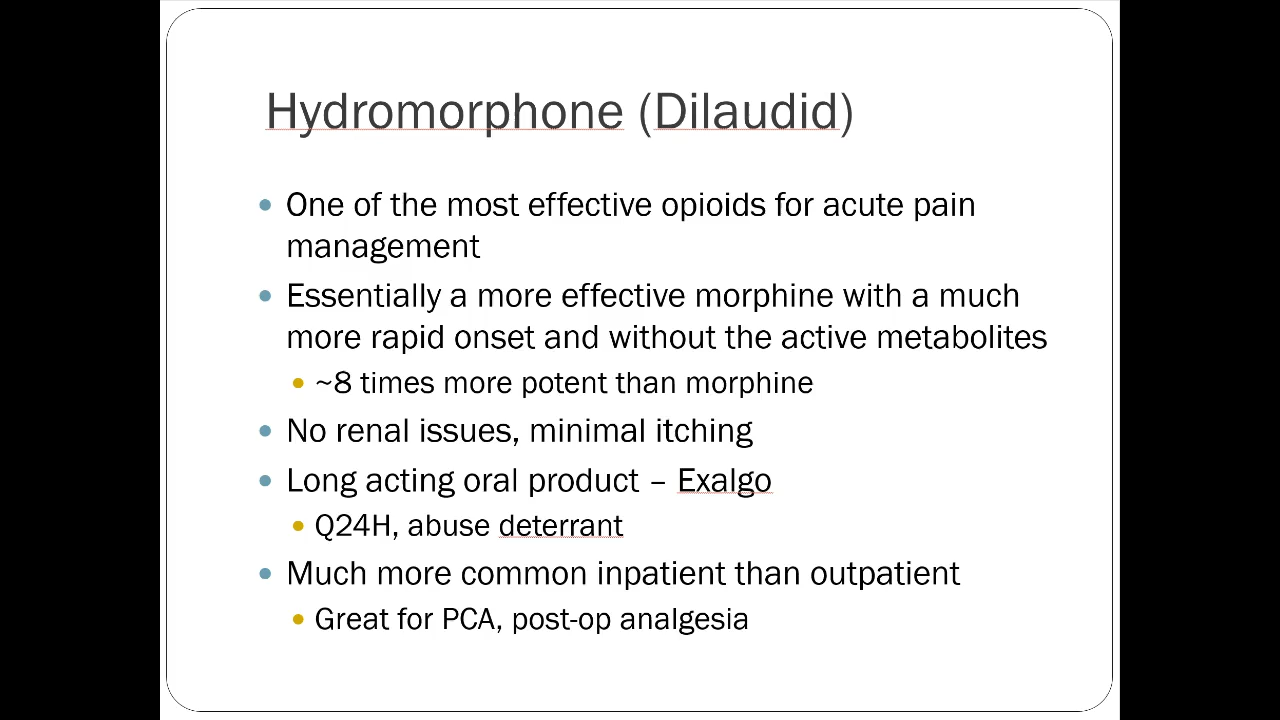 Hydromorphone (Dilaudid)
• One of the most effective opioids for acute pain
management
• Essentially a more effective morphine with a much
more rapid onset and without the active metabolites
• ~8 times more potent than morphine
• No renal issues, minimal itching
• Long acting oral product – Exalgo
• Q24H, abuse deterrant
• Much more common inpatient than outpatient
• Great for PCA, post-op analgesia